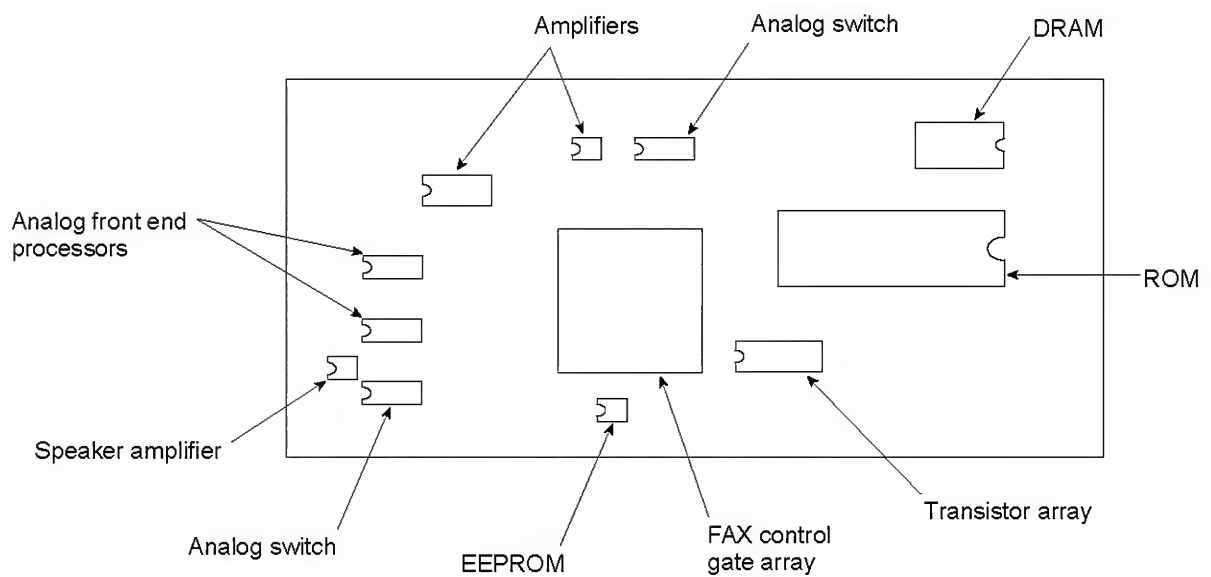 Amplifiers
Analog switch
DRAM
Analog front end
processors
ROM
Speaker amplifier
Analog switch
EEPROM
FAX control
gate array
Transistor array